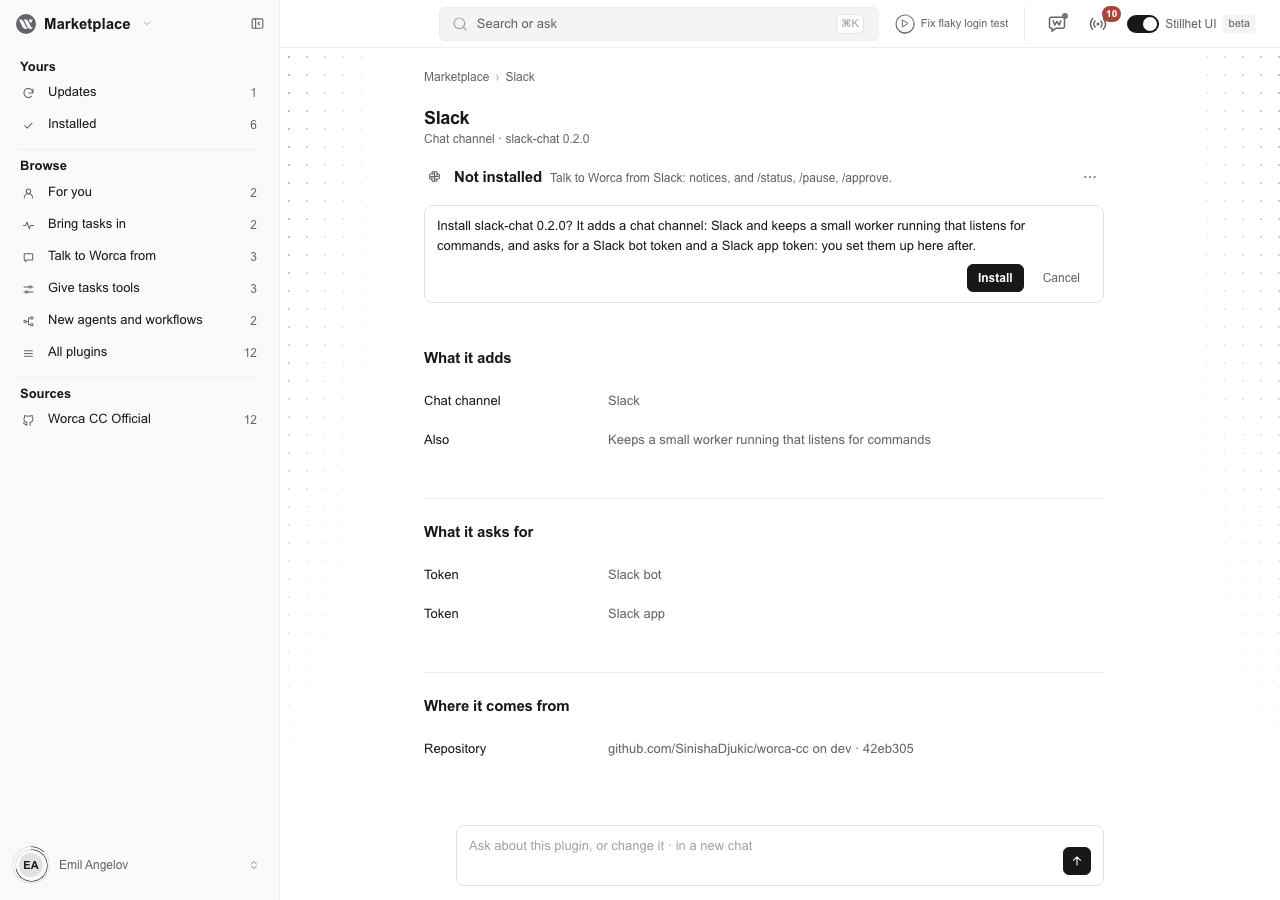 Marketplace
Search or ask
⌘K
Fix flaky login test
10
Stillhet UI
beta
Yours
Updates
1
Installed
6
Browse
For you
2
Bring tasks in
2
Talk to Worca from
3
Give tasks tools
3
New agents and workflows
2
All plugins
12
Sources
Worca CC Official
12
EA
Emil Angelov
Marketplace › Slack
Slack
Chat channel · slack-chat 0.2.0
Not installed Talk to Worca from Slack: notices, and /status, /pause, /approve.
Install slack-chat 0.2.0? It adds a chat channel: Slack and keeps a small worker running that listens for
commands, and asks for a Slack bot token and a Slack app token: you set them up here after.
Install
Cancel
What it adds
Chat channel
Slack
Also
Keeps a small worker running that listens for commands
What it asks for
Token
Slack bot
Token
Slack app
Where it comes from
Repository
github.com/SinishaDjukic/worca-cc on dev · 42eb305
Ask about this plugin, or change it · in a new chat